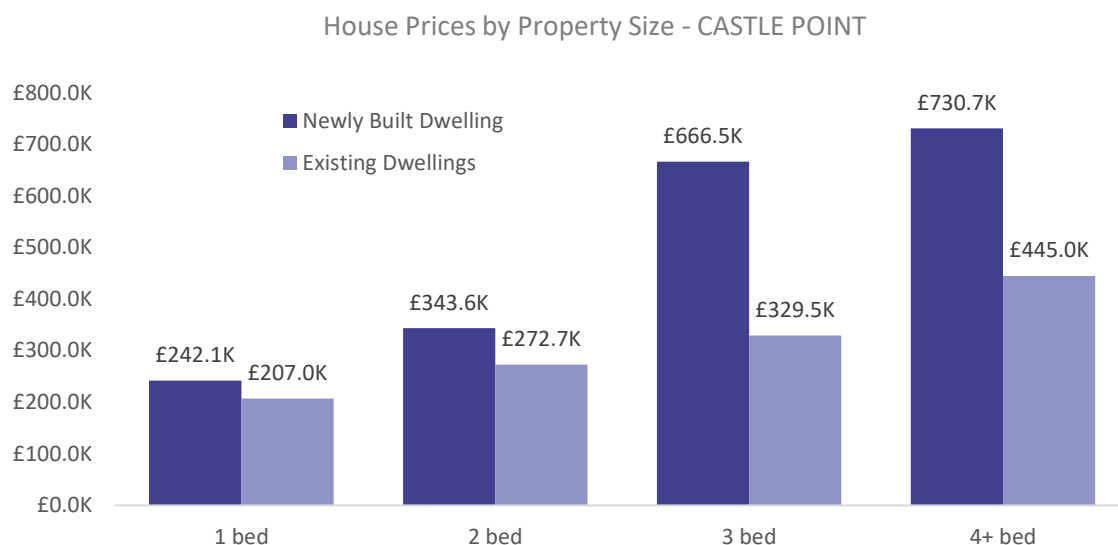 House Prices by Property Size - CASTLE POINT
£800.0K
£700.0K
£600.0K
£500.0K
£400.0K
£300.0K
£200.0K
£100.0K
£0.0K
Newly Built Dwelling
Existing Dwellings
£242.1K
£207.0K
£343.6K
£272.7K
£666.5K
£329.5K
£730.7K
£445.0K
1 bed
2 bed
3 bed
4+ bed